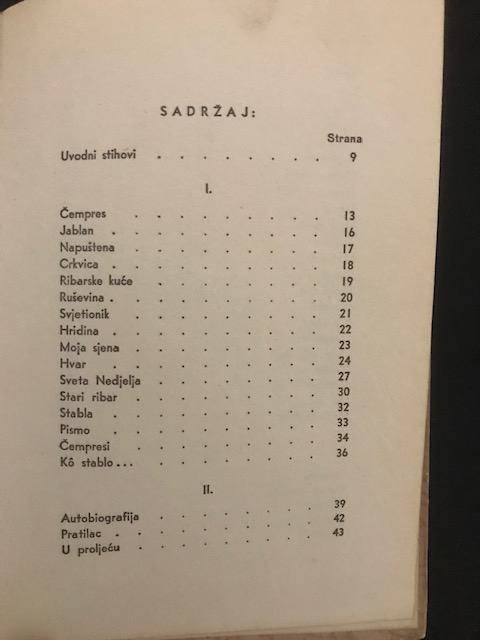 SADRŽAJ:
Strana
Uvodni stihovi . . . . . . . 9
I.
Čempres . . . . . . . . 13
Jablan . . . . . . . . . 16
Napuštena . . . . . . . . 17
Crkvica . . . . . . . . . 18
Ribarske kuće . . . . . . . 19
Ruševina . . . . . . . . . 20
Svjetionik . . . . . . . . 21
Hridina . . . . . . . . . 22
Moja sjena . . . . . . . . 23
Hvar . . . . . . . . . 24
Sveta Nedjelja . . . . . . . 27
Stari ribar . . . . . . . . 30
Stabla . . . . . . . . . 32
Pismo . . . . . . . . . 33
Čempresi . . . . . . . . 34
Kô stablo... . . . . . . . . 36
II.
Autobiografija . . . . . . . 39
Pratilac . . . . . . . . . 42
U proljeću . . . . . . . . 43